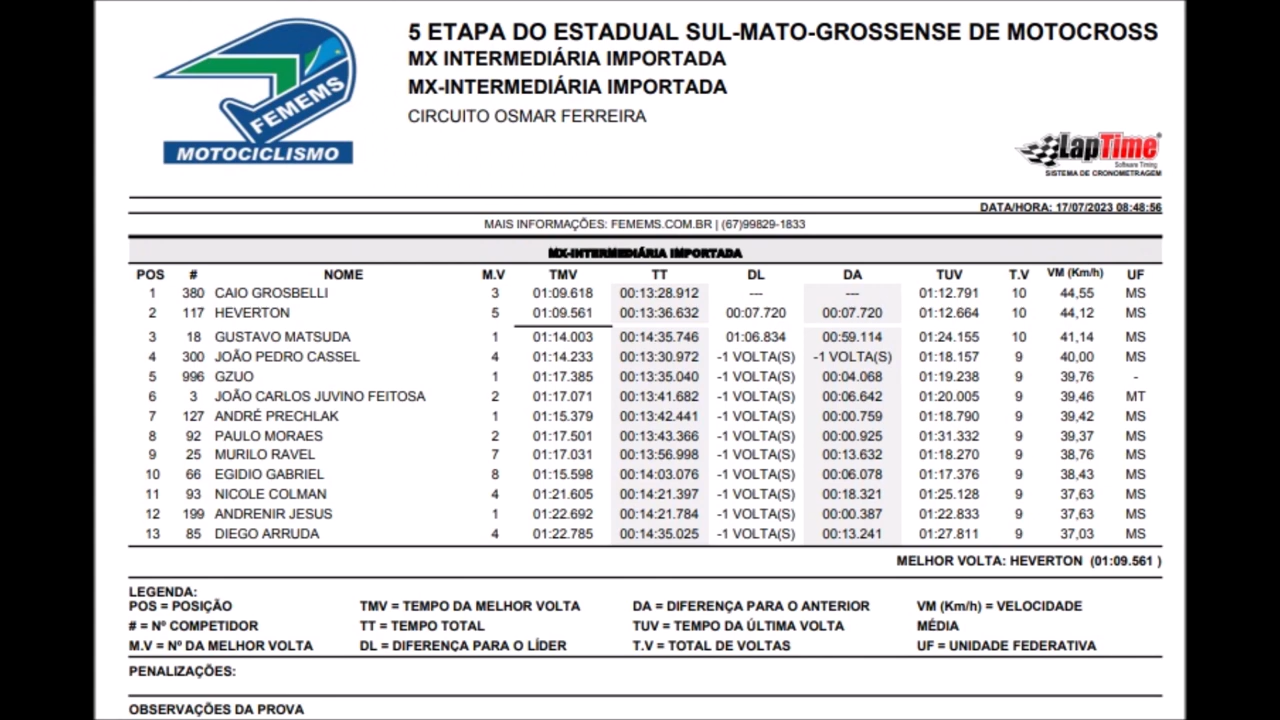 FEMEMS
MOTOCICLISMO
5 ETAPA DO ESTADUAL SUL-MATO-GROSSENSE DE MOTOCROSS
MX INTERMEDIÁRIA IMPORTADA
MX-INTERMEDIÁRIA IMPORTADA
CIRCUITO OSMAR FERREIRA
LapTime
Software Timing
SISTEMA DE CRONOMETRAGEM
DATA/HORA: 17/07/2023 08:48:56
MAIS INFORMAÇÕES: FEMEMS.COM.BR | (67)99829-1833
MX-INTERMEDIÁRIA IMPORTADA
POS # NOME M.V TMV TT DL DA TUV T.V VM (Km/h) UF
1 380 CAIO GROSBELLI 3 01:09.618 00:13:28.912 --- --- 01:12.791 10 44,55 MS
2 117 HEVERTON 5 01:09.561 00:13:36.632 00:07.720 00:07.720 01:12.664 10 44,12 MS
3 18 GUSTAVO MATSUDA 1 01:14.003 00:14:35.746 01:06.834 00:59.114 01:24.155 10 41,14 MS
4 300 JOÃO PEDRO CASSEL 4 01:14.233 00:13:30.972 -1 VOLTA(S) -1 VOLTA(S) 01:18.157 9 40,00 MS
5 996 GZUO 1 01:17.385 00:13:35.040 -1 VOLTA(S) 00:04.068 01:19.238 9 39,76 -
6 3 JOÃO CARLOS JUVINO FEITOSA 2 01:17.071 00:13:41.682 -1 VOLTA(S) 00:06.642 01:20.005 9 39,46 MT
7 127 ANDRÉ PRECHLAK 1 01:15.379 00:13:42.441 -1 VOLTA(S) 00:00.759 01:18.790 9 39,42 MS
8 92 PAULO MORAES 2 01:17.501 00:13:43.366 -1 VOLTA(S) 00:00.925 01:31.332 9 39,37 MS
9 25 MURILO RAVEL 7 01:17.031 00:13:56.998 -1 VOLTA(S) 00:13.632 01:18.270 9 38,76 MS
10 66 EGIDIO GABRIEL 8 01:15.598 00:14:03.076 -1 VOLTA(S) 00:06.078 01:17.376 9 38,43 MS
11 93 NICOLE COLMAN 4 01:21.605 00:14:21.397 -1 VOLTA(S) 00:18.321 01:25.128 9 37,63 MS
12 199 ANDRENIR JESUS 1 01:22.692 00:14:21.784 -1 VOLTA(S) 00:00.387 01:22.833 9 37,63 MS
13 85 DIEGO ARRUDA 4 01:22.785 00:14:35.025 -1 VOLTA(S) 00:13.241 01:27.811 9 37,03 MS
MELHOR VOLTA: HEVERTON (01:09.561 )
LEGENDA:
POS = POSIÇÃO TMV = TEMPO DA MELHOR VOLTA DA = DIFERENÇA PARA O ANTERIOR VM (Km/h) = VELOCIDADE
# = Nº COMPETIDOR TT = TEMPO TOTAL TUV = TEMPO DA ÚLTIMA VOLTA MÉDIA
M.V = Nº DA MELHOR VOLTA DL = DIFERENÇA PARA O LÍDER T.V = TOTAL DE VOLTAS UF = UNIDADE FEDERATIVA
PENALIZAÇÕES:
OBSERVAÇÕES DA PROVA